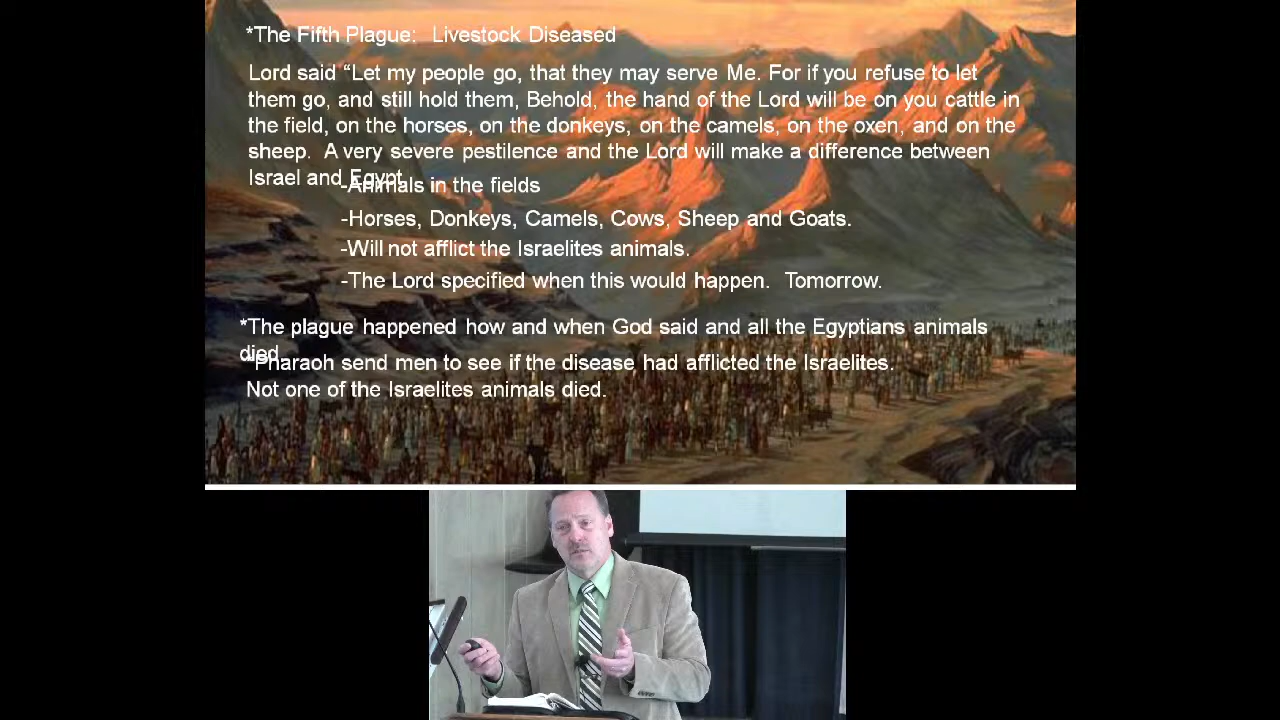 *The Fifth Plague: Livestock Diseased
Lord said “Let my people go, that they may serve Me. For if you refuse to let
them go, and still hold them, Behold, the hand of the Lord will be on you cattle in
the field, on the horses, on the donkeys, on the camels, on the oxen, and on the
sheep. A very severe pestilence and the Lord will make a difference between
Israel and Egypt.
-Animals in the fields
-Horses, Donkeys, Camels, Cows, Sheep and Goats.
-Will not afflict the Israelites animals.
-The Lord specified when this would happen. Tomorrow.
*The plague happened how and when God said and all the Egyptians animals
died.
*Pharaoh send men to see if the disease had afflicted the Israelites.
Not one of the Israelites animals died.